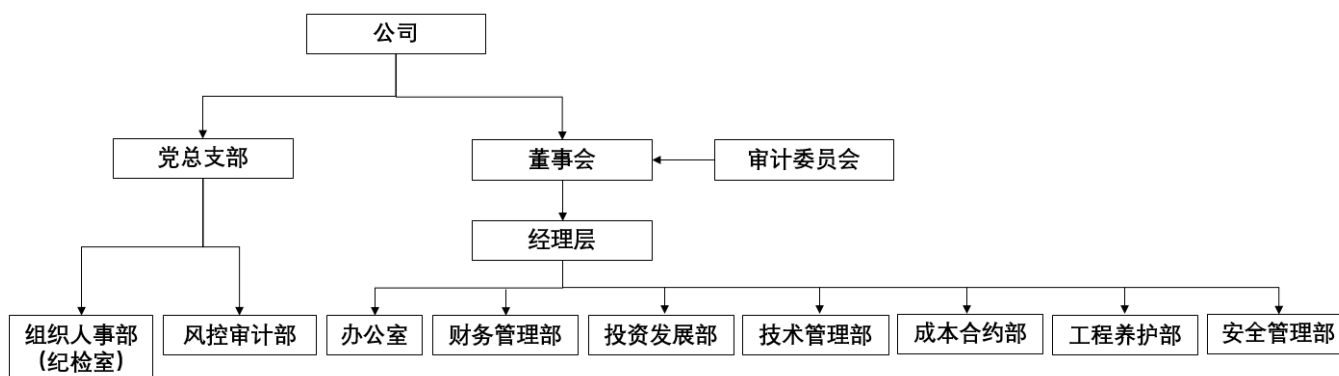 公司
党总支部
董事会
审计委员会
经理层
组织人事部
(纪检室)
风控审计部
办公室
财务管理部
投资发展部
技术管理部
成本合约部
工程养护部
安全管理部